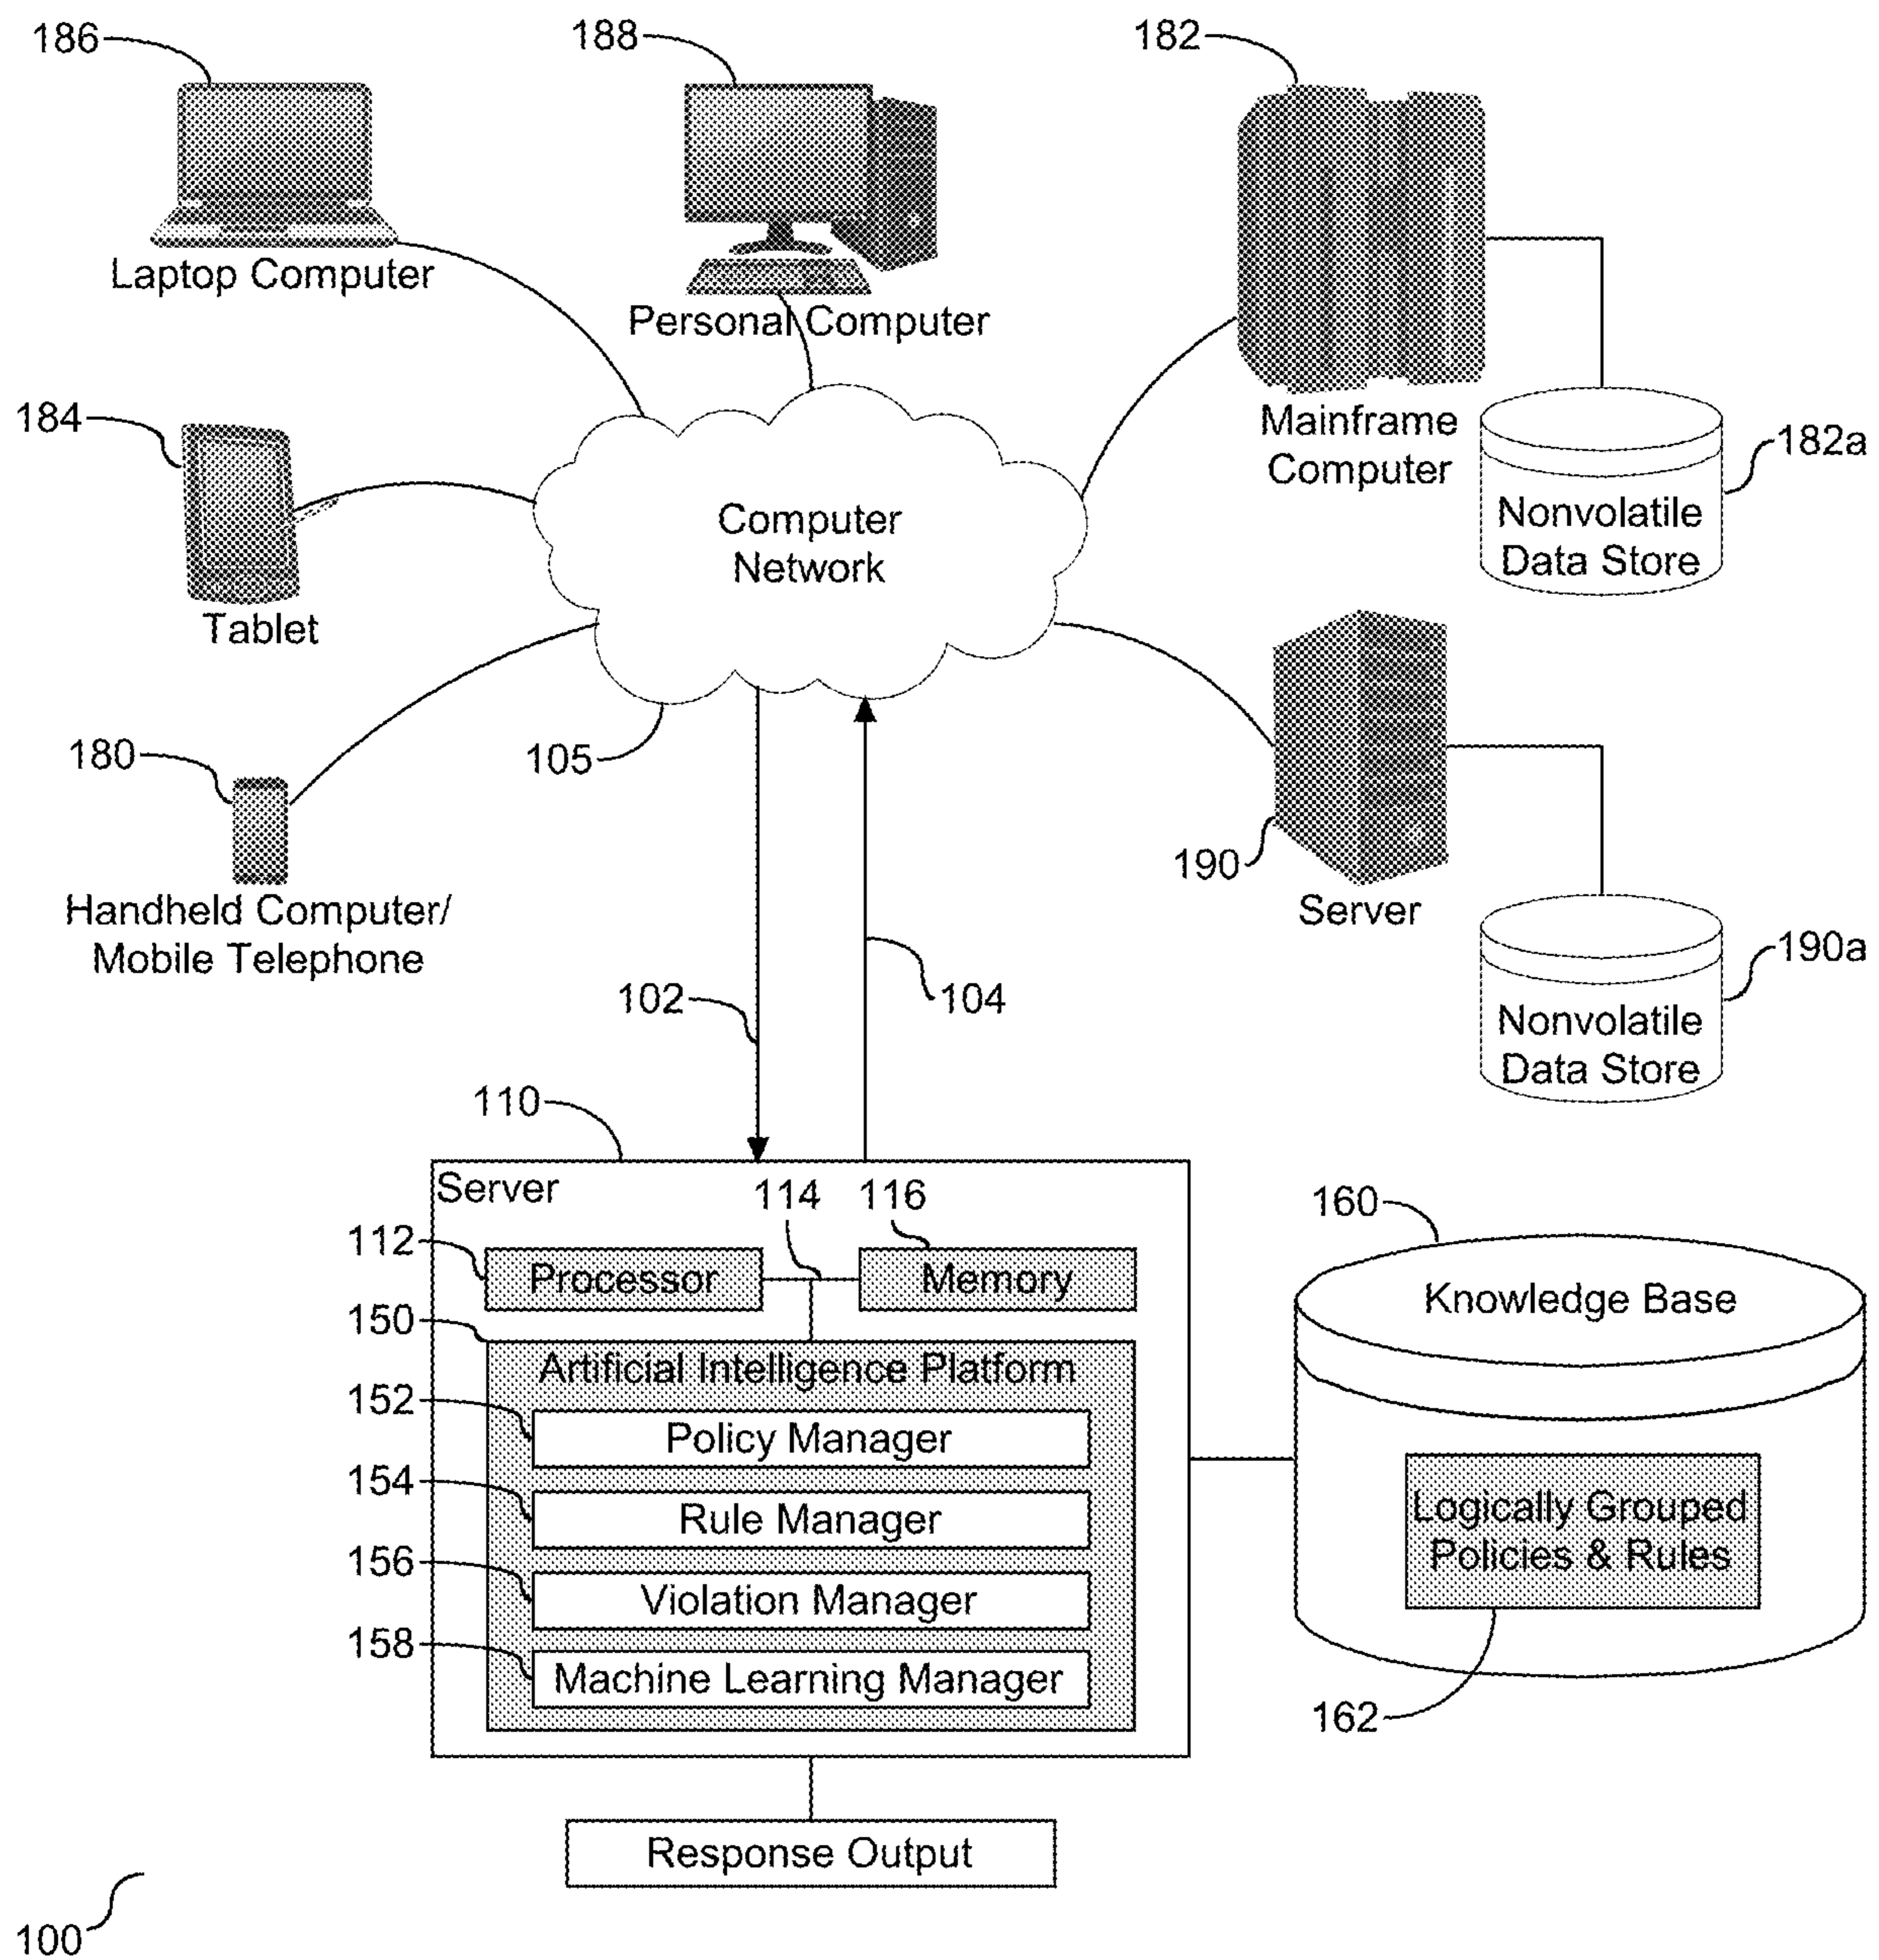 186
188
182
Laptop Computer
Personal Computer
Mainframe
Computer
184
182a
Nonvolatile
Data Store
Computer
Network
Tablet
180
105
190
Server
Handheld Computer/
Mobile Telephone
190a
Nonvolatile
Data Store
102
104
110
Server
114
116
112
Processor
Memory
160
Knowledge Base
150
Artificial Intelligence Platform
152
Policy Manager
154
Rule Manager
Logically Grouped
Policies & Rules
156
Violation Manager
158
Machine Learning Manager
162
Response Output
100